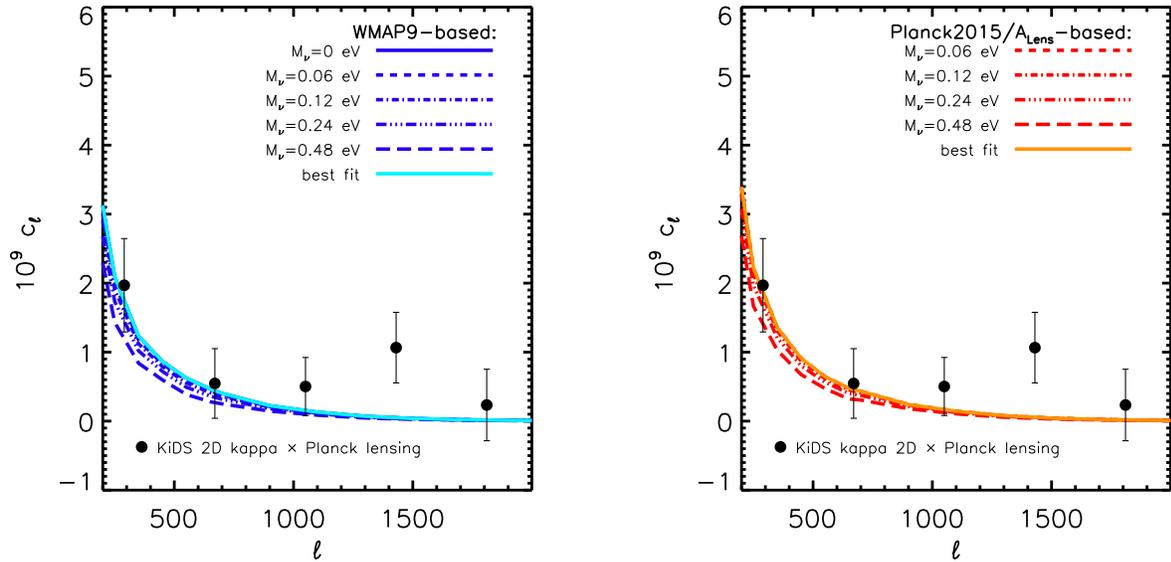 WMAP9-based:
M_ν=0 eV
M_ν=0.06 eV
M_ν=0.12 eV
M_ν=0.24 eV
M_ν=0.48 eV
best fit
6
5
4
3
2
1
0
−1
10⁹ C_ℓ
KiDS 2D kappa × Planck lensing
500 1000 1500
ℓ
Planck2015/A_Lens-based:
M_ν=0.06 eV
M_ν=0.12 eV
M_ν=0.24 eV
M_ν=0.48 eV
best fit
6
5
4
3
2
1
0
−1
10⁹ C_ℓ
KiDS 2D kappa × Planck lensing
500 1000 1500
ℓ